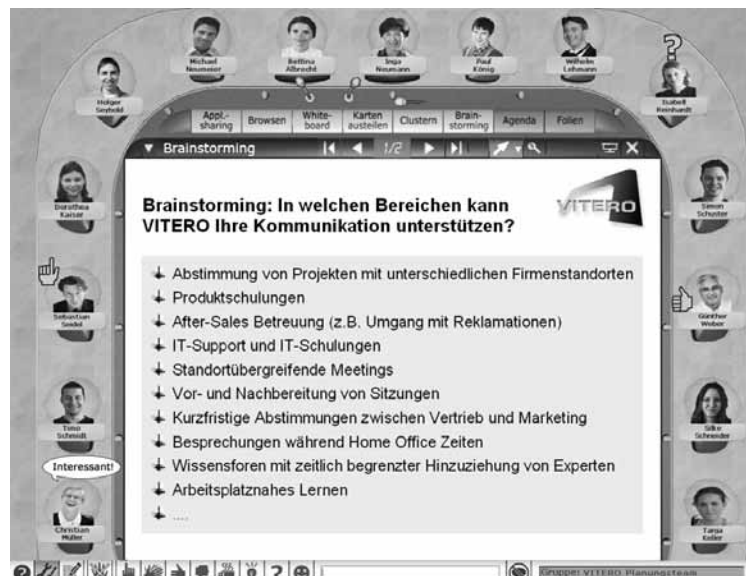 Michael
Neumeier
Bettina
Albrecht
Inga
Neumann
Paul
König
Wilhelm
Lehmann
?
Holger
Seybold
Isabell
Reinhardt
Appl.-
sharing
Browsen
White-
board
Karten
austeilen
Clustern
Brain-
storming
Agenda
Folien
Brainstorming
1/2
Dorothea
Kaiser
Simon
Schuster
Brainstorming: In welchen Bereichen kann
VITERO Ihre Kommunikation unterstützen?
VITERO
Abstimmung von Projekten mit unterschiedlichen Firmenstandorten
Produktschulungen
After-Sales Betreuung (z.B. Umgang mit Reklamationen)
IT-Support und IT-Schulungen
Standortübergreifende Meetings
Vor- und Nachbereitung von Sitzungen
Kurzfristige Abstimmungen zwischen Vertrieb und Marketing
Besprechungen während Home Office Zeiten
Wissensforen mit zeitlich begrenzter Hinzuziehung von Experten
Arbeitsplatznahes Lernen
....
Sebastian
Seidel
Günther
Weber
Timo
Schmidt
Silke
Schneider
Interessant!
Christian
Müller
Tanja
Keller
Gruppe: VITERO Planungsteam